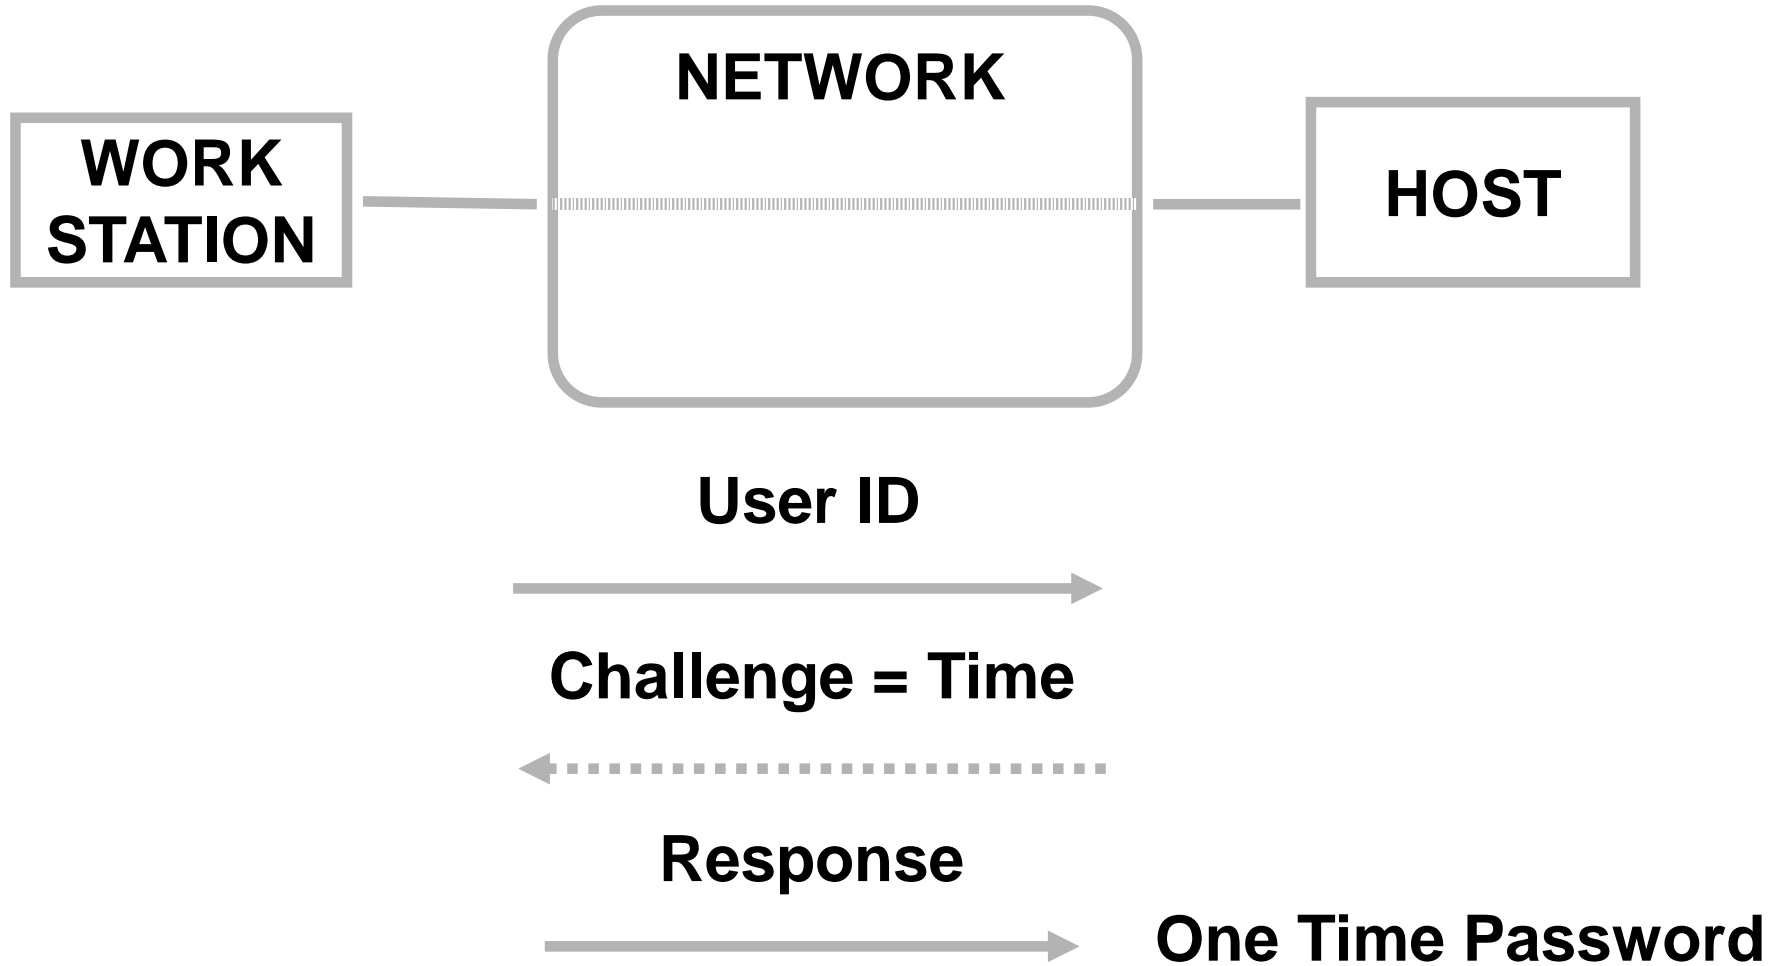 NETWORK
WORK
STATION
HOST
User ID
Challenge = Time
Response
One Time Password